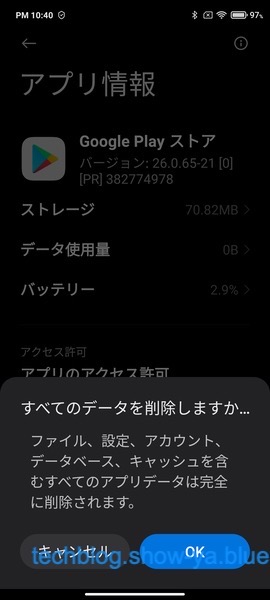 PM 10:40
97%
アプリ情報
Google Play ストア
バージョン: 26.0.65-21 [0]
[PR] 382774978
ストレージ 70.82MB
データ使用量 0B
バッテリー 2.9%
アクセス許可
アプリのアクセス許可
すべてのデータを削除しますか...
ファイル、設定、アカウント、
データベース、キャッシュを含
むすべてのアプリデータは完全
に削除されます。
キャンセル OK
techblog.show-ya.blue